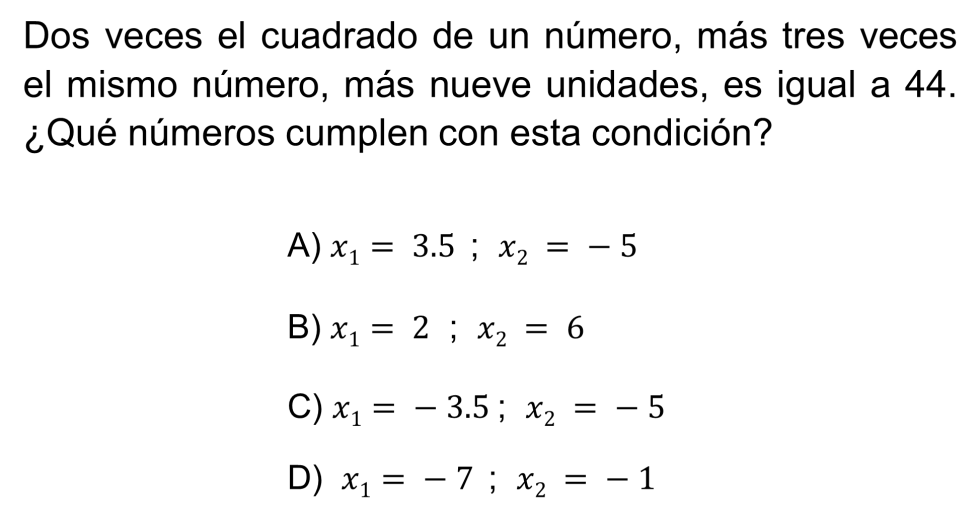 Dos veces el cuadrado de un número, más tres veces
el mismo número, más nueve unidades, es igual a 44.
¿Qué números cumplen con esta condición?
A) x₁ = 3.5 ; x₂ = − 5
B) x₁ = 2 ; x₂ = 6
C) x₁ = − 3.5 ; x₂ = − 5
D) x₁ = − 7 ; x₂ = − 1